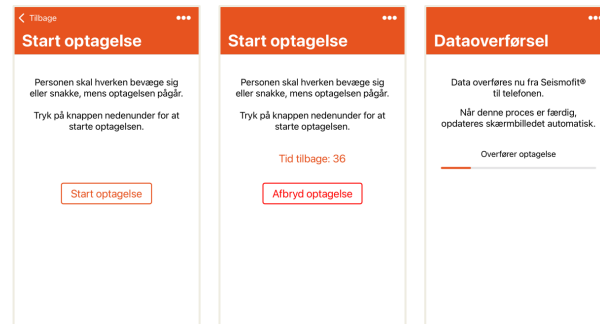 Tilbage
Start optagelse
Personen skal hverken bevæge sig
eller snakke, mens optagelsen pågår.
Tryk på knappen nedenunder for at
starte optagelsen.
Start optagelse
Start optagelse
Personen skal hverken bevæge sig
eller snakke, mens optagelsen pågår.
Tryk på knappen nedenunder for at
starte optagelsen.
Tid tilbage: 36
Afbryd optagelse
Dataoverførsel
Data overføres nu fra Seismofit®
til telefonen.
Når denne proces er færdig,
opdateres skærmbilledet automatisk.
Overfører optagelse